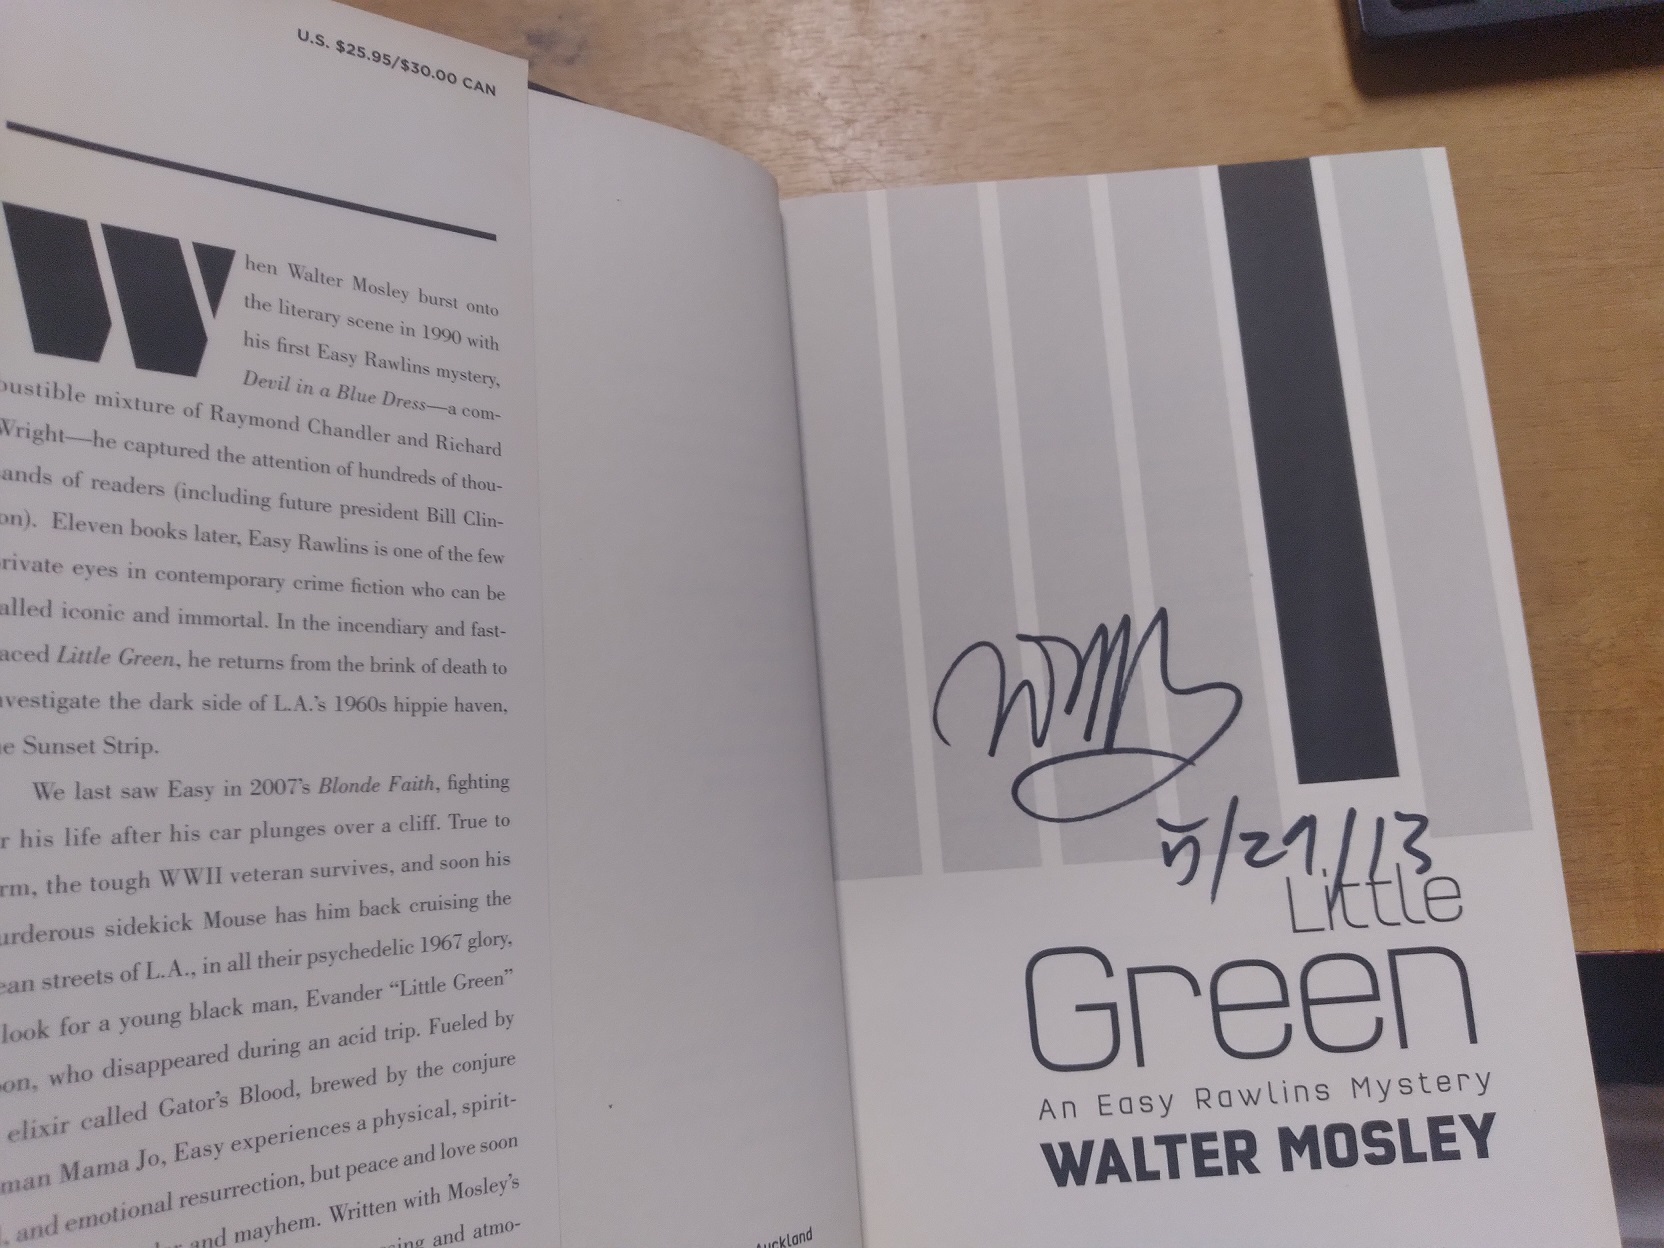 U.S. $25.95/$30.00 CAN
When Walter Mosley burst onto
the literary scene in 1990 with
his first Easy Rawlins mystery,
Devil in a Blue Dress—a com-
bustible mixture of Raymond Chandler and Richard
Wright—he captured the attention of hundreds of thou-
ands of readers (including future president Bill Clin-
on). Eleven books later, Easy Rawlins is one of the few
rivate eyes in contemporary crime fiction who can be
alled iconic and immortal. In the incendiary and fast-
aced Little Green, he returns from the brink of death to
nvestigate the dark side of L.A.'s 1960s hippie haven,
e Sunset Strip.
We last saw Easy in 2007's Blonde Faith, fighting
r his life after his car plunges over a cliff. True to
rm, the tough WWII veteran survives, and soon his
urderous sidekick Mouse has him back cruising the
ean streets of L.A., in all their psychedelic 1967 glory,
look for a young black man, Evander “Little Green”
on, who disappeared during an acid trip. Fueled by
elixir called Gator's Blood, brewed by the conjure
man Mama Jo, Easy experiences a physical, spirit-
, and emotional resurrection, but peace and love soon
and mayhem. Written with Mosley's
ing and atmo-
Auckland
5/29/13
Little
Green
An Easy Rawlins Mystery
WALTER MOSLEY